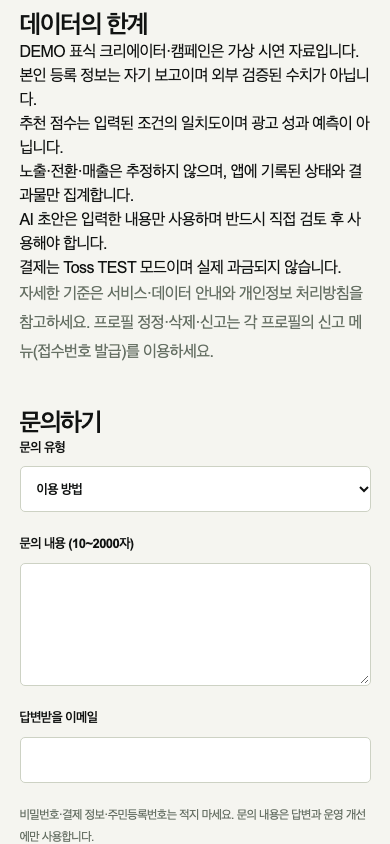 데이터의 한계
DEMO 표식 크리에이터·캠페인은 가상 시연 자료입니다.
본인 등록 정보는 자기 보고이며 외부 검증된 수치가 아닙니
다.
추천 점수는 입력된 조건의 일치도이며 광고 성과 예측이 아
닙니다.
노출·전환·매출은 추정하지 않으며, 앱에 기록된 상태와 결
과물만 집계합니다.
AI 초안은 입력한 내용만 사용하며 반드시 직접 검토 후 사
용해야 합니다.
결제는 Toss TEST 모드이며 실제 과금되지 않습니다.
자세한 기준은 서비스·데이터 안내와 개인정보 처리방침을
참고하세요. 프로필 정정·삭제·신고는 각 프로필의 신고 메
뉴(접수번호 발급)를 이용하세요.
문의하기
문의 유형
이용 방법
문의 내용 (10~2000자)
답변받을 이메일
비밀번호·결제 정보·주민등록번호는 적지 마세요. 문의 내용은 답변과 운영 개선
에만 사용합니다.